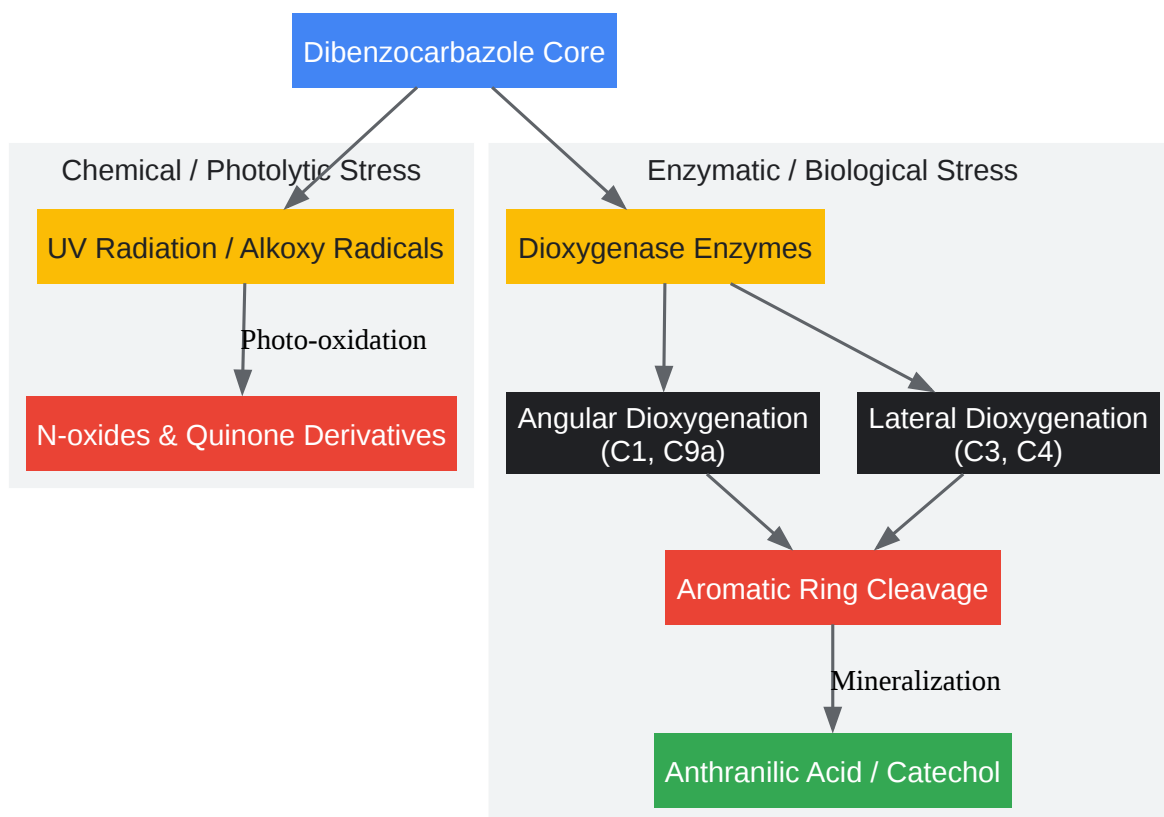 Dibenzocarbazole Core
Chemical / Photolytic Stress
Enzymatic / Biological Stress
UV Radiation / Alkoxy Radicals
Dioxygenase Enzymes
Photo-oxidation
N-oxides & Quinone Derivatives
Angular Dioxygenation
(C1, C9a)
Lateral Dioxygenation
(C3, C4)
Aromatic Ring Cleavage
Mineralization
Anthranilic Acid / Catechol